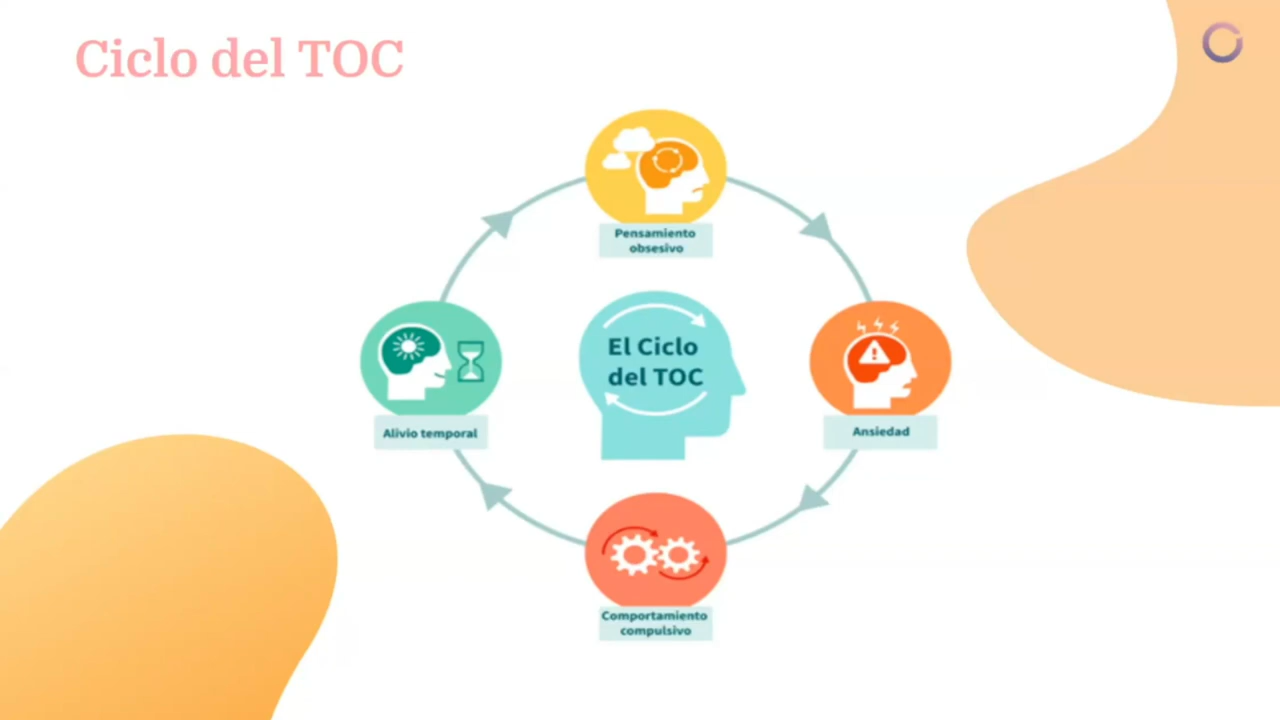 Ciclo del TOC
Pensamiento
obsesivo
El Ciclo
del TOC
Alivio temporal
Ansiedad
Comportamiento
compulsivo